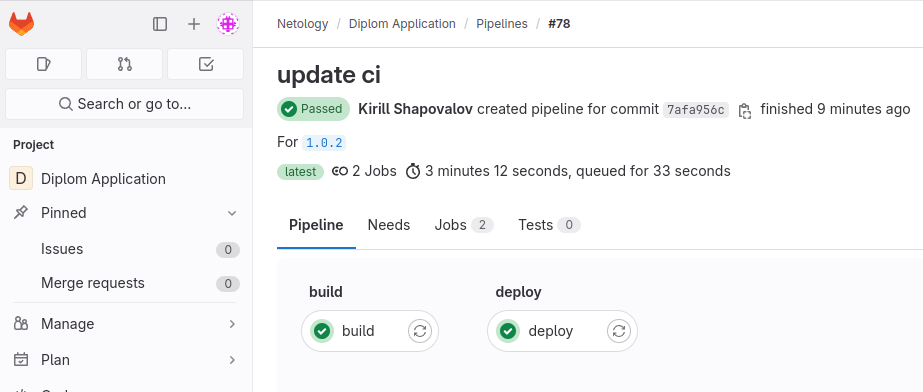 Netology / Diplom Application / Pipelines / #78
Search or go to...
Project
D Diplom Application
Pinned
Issues 0
Merge requests 0
Manage
Plan
update ci
Passed Kirill Shapovalov created pipeline for commit 7afa956c finished 9 minutes ago
For 1.0.2
latest 2 Jobs 3 minutes 12 seconds, queued for 33 seconds
Pipeline Needs Jobs 2 Tests 0
build deploy
build deploy